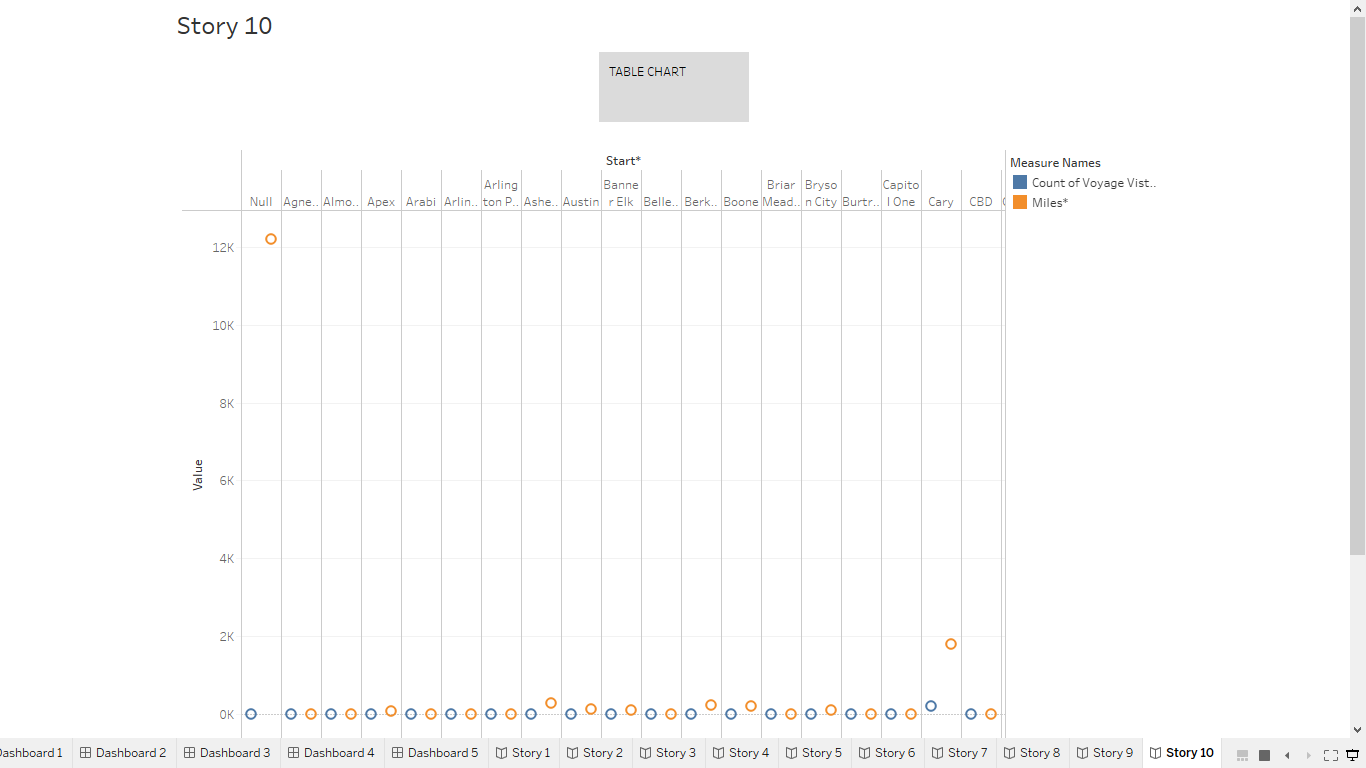 Story 10
TABLE CHART
Start*
Null Agne.. Almo.. Apex Arabi Arlin.. Arling
ton P.. Ashe.. Austin Banne
r Elk Belle.. Berk.. Boone Briar
Mead.. Bryso
n City Burtr.. Capito
l One Cary CBD
Measure Names
Count of Voyage Vist..
Miles*
Value
12K
10K
8K
6K
4K
2K
0K
Dashboard 1 Dashboard 2 Dashboard 3 Dashboard 4 Dashboard 5 Story 1 Story 2 Story 3 Story 4 Story 5 Story 6 Story 7 Story 8 Story 9 Story 10